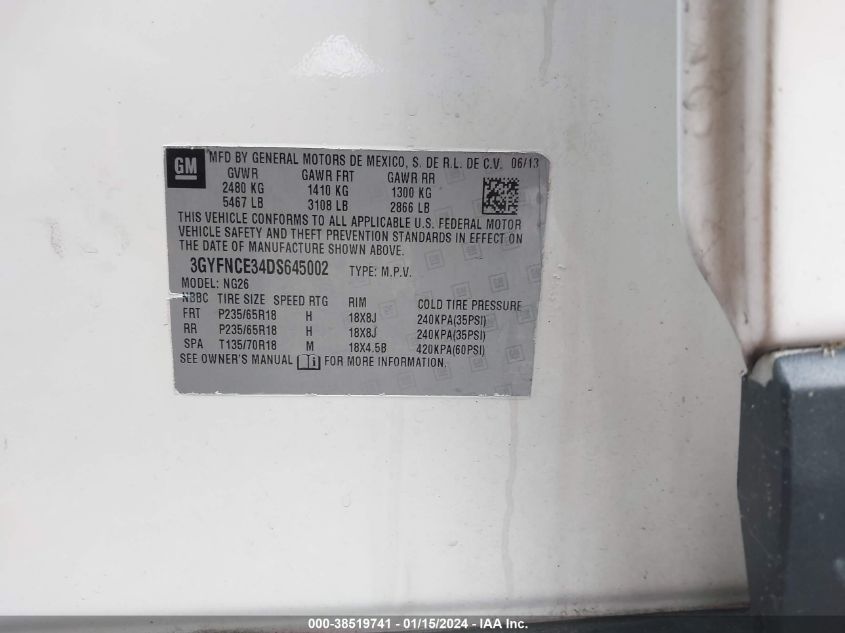 GM MFD BY GENERAL MOTORS DE MEXICO, S. DE R.L. DE C.V. 06/13
GVWR GAWR FRT GAWR RR
2480 KG 1410 KG 1300 KG
5467 LB 3108 LB 2866 LB
THIS VEHICLE CONFORMS TO ALL APPLICABLE U.S. FEDERAL MOTOR
VEHICLE SAFETY AND THEFT PREVENTION STANDARDS IN EFFECT ON
THE DATE OF MANUFACTURE SHOWN ABOVE.
3GYFNCE34DS645002 TYPE: M.P.V.
MODEL: NG26
NBBC TIRE SIZE SPEED RTG RIM COLD TIRE PRESSURE
FRT P235/65R18 H 18X8J 240KPA(35PSI)
RR P235/65R18 H 18X8J 240KPA(35PSI)
SPA T135/70R18 M 18X4.5B 420KPA(60PSI)
SEE OWNER'S MANUAL i FOR MORE INFORMATION.
000-38519741 - 01/15/2024 - IAA Inc.